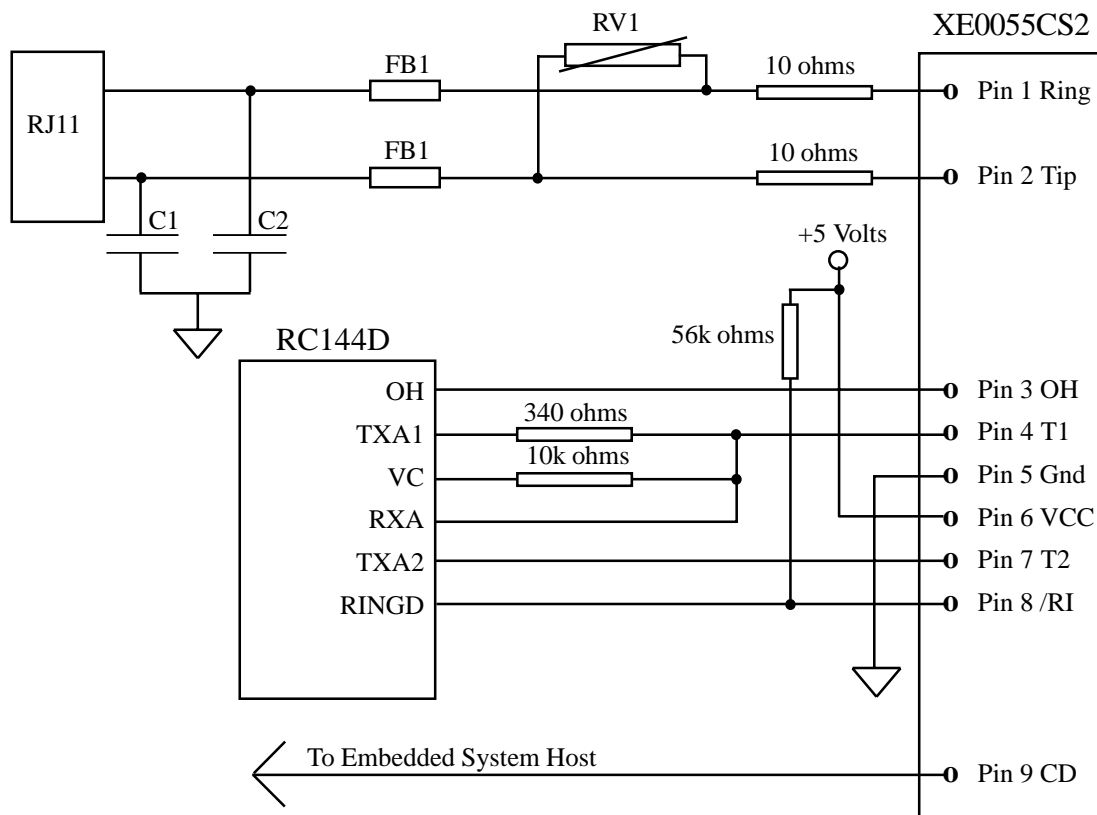 XE0055CS2
RV1
FB1
10 ohms
Pin 1 Ring
RJ11
FB1
10 ohms
Pin 2 Tip
C1
C2
+5 Volts
56k ohms
RC144D
OH
Pin 3 OH
340 ohms
TXA1
Pin 4 T1
10k ohms
VC
Pin 5 Gnd
RXA
Pin 6 VCC
TXA2
Pin 7 T2
RINGD
Pin 8 /RI
To Embedded System Host
Pin 9 CD